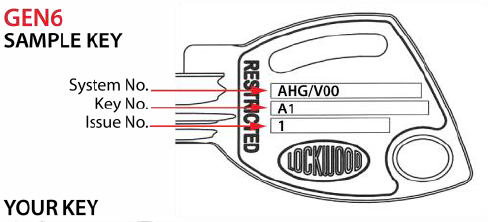 GEN6
SAMPLE KEY
System No.
AHG/V00
Key No.
A1
Issue No.
1
RESTRICTED
LOCKWOOD
YOUR KEY